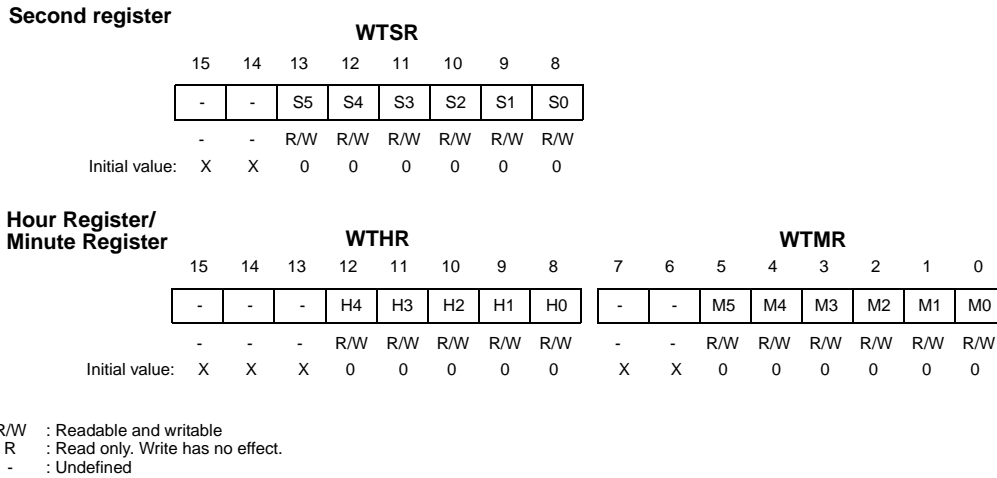 Second register
WTSR
15 14 13 12 11 10 9 8
- - S5 S4 S3 S2 S1 S0
- - R/W R/W R/W R/W R/W R/W
Initial value: X X 0 0 0 0 0 0
Hour Register/
Minute Register
WTHR WTMR
15 14 13 12 11 10 9 8 7 6 5 4 3 2 1 0
- - - H4 H3 H2 H1 H0 - - M5 M4 M3 M2 M1 M0
- - - R/W R/W R/W R/W R/W - - R/W R/W R/W R/W R/W R/W
Initial value: X X X 0 0 0 0 0 X X 0 0 0 0 0 0
R/W : Readable and writable
R : Read only. Write has no effect.
- : Undefined